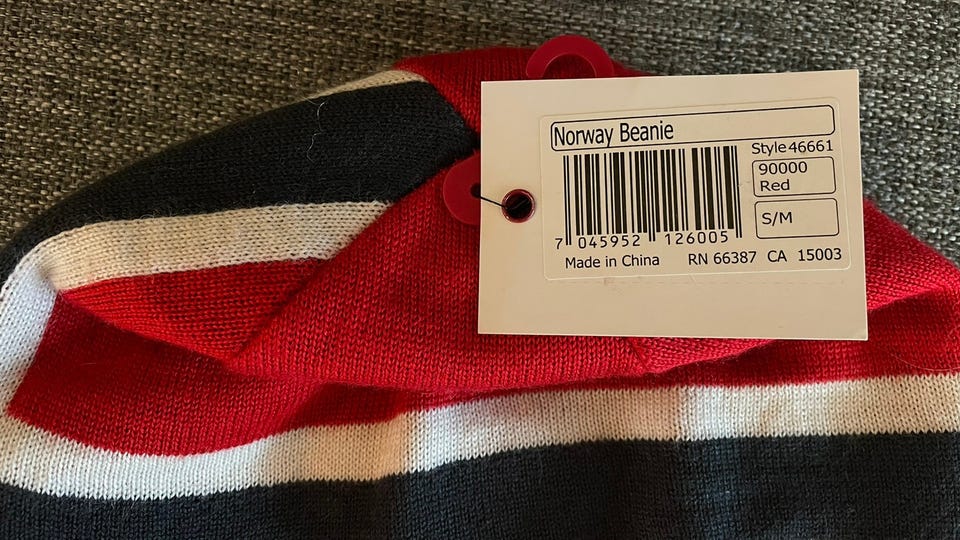 Norway Beanie
Style 46661
90000
Red
S/M
7 045952 126005
Made in China RN 66387 CA 15003